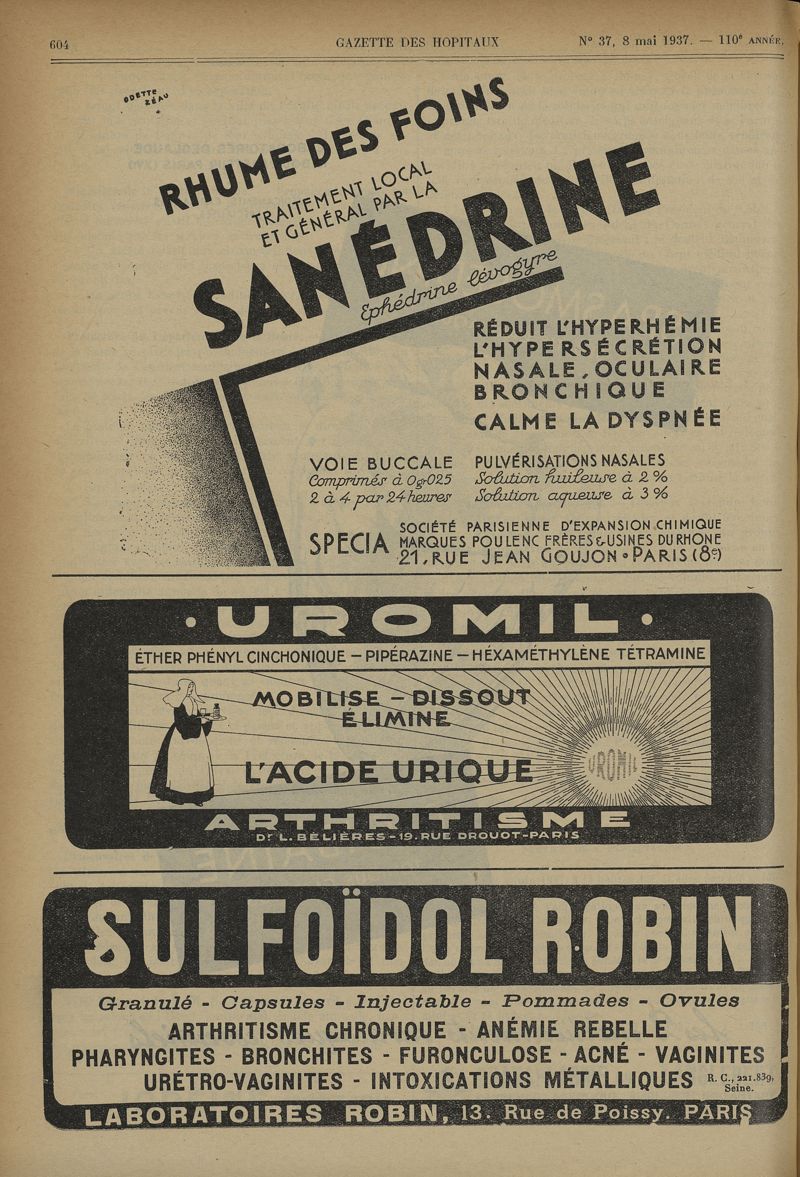 604
GAZETTE DES HOPITAUX
N° 37, 8 mai 1937. — 110e ANNÉE.
ODETTE
ZÉAU
RHUME DES FOINS
TRAITEMENT LOCAL
ET GÉNÉRAL PAR LA
SANÉDRINE
Ephédrine lévogyre
RÉDUIT L'HYPERHÉMIE
L'HYPERSÉCRÉTION
NASALE, OCULAIRE
BRONCHIQUE
CALME LA DYSPNÉE
VOIE BUCCALE
Comprimés à 0gr025
2 à 4 par 24 heures
PULVÉRISATIONS NASALES
Solution huileuse à 2 %
Solution aqueuse à 3 %
SPECIA
SOCIÉTÉ PARISIENNE D'EXPANSION CHIMIQUE
MARQUES POULENC FRÈRES & USINES DU RHONE
21, RUE JEAN GOUJON • PARIS (8e)
• UROMIL •
ÉTHER PHÉNYL CINCHONIQUE — PIPÉRAZINE — HÉXAMÉTHYLÈNE TÉTRAMINE
MOBILISE — DISSOUT
ÉLIMINE
UROMIL
L'ACIDE URIQUE
ARTHRITISME
Dr L. BÉLIÈRES - 19. RUE DROUOT - PARIS
SULFOÏDOL ROBIN
Granulé - Capsules - Injectable - Pommades - Ovules
ARTHRITISME CHRONIQUE - ANÉMIE REBELLE
PHARYNGITES - BRONCHITES - FURONCULOSE - ACNÉ - VAGINITES
URÉTRO-VAGINITES - INTOXICATIONS MÉTALLIQUES
R. C., 221.839,
Seine.
LABORATOIRES ROBIN, 13. Rue de Poissy. PARIS